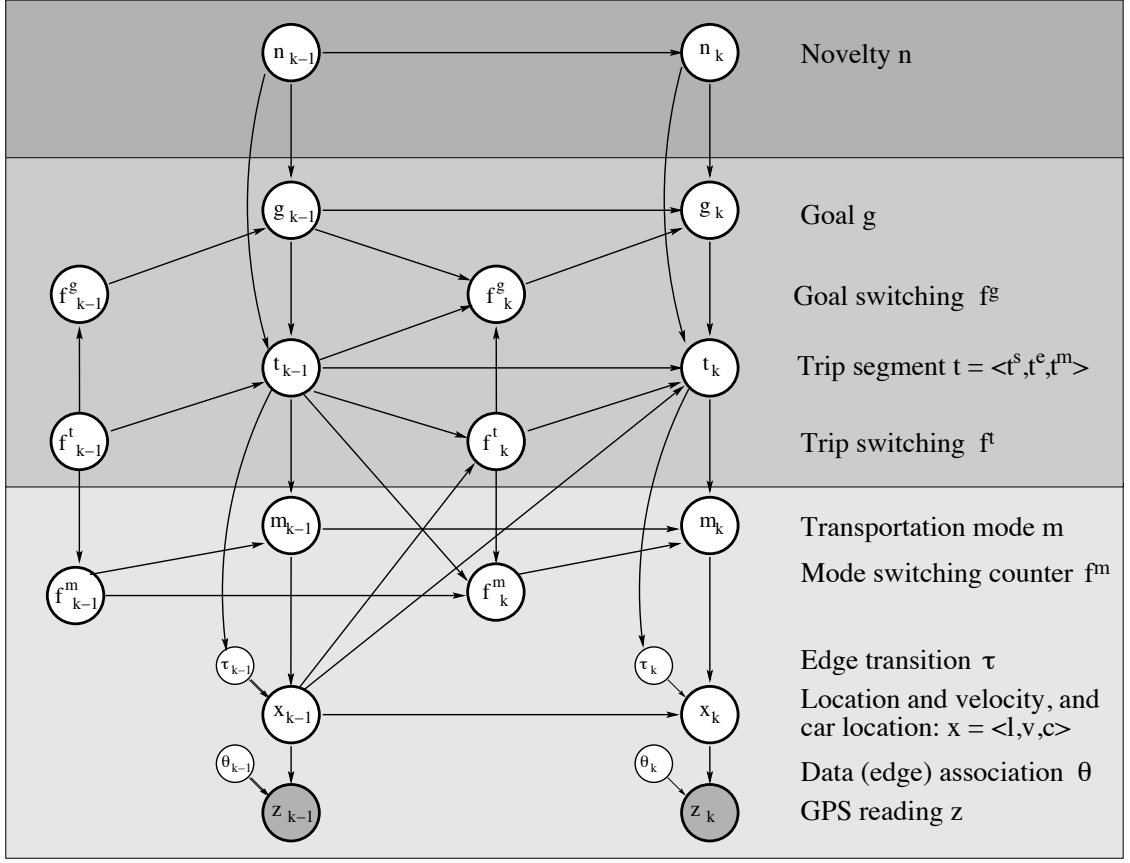 n k−1
n k
Novelty n
g k−1
g k
Goal g
f g k−1
f g k
Goal switching f g
t k−1
t k
Trip segment t = <t s ,t e ,t m >
f t k−1
f t k
Trip switching f t
m k−1
m k
Transportation mode m
f m k−1
f m k
Mode switching counter f m
τ k−1
τ k
Edge transition τ
x k−1
x k
Location and velocity, and
car location: x = <l,v,c>
θ k−1
θ k
Data (edge) association θ
z k−1
z k
GPS reading z